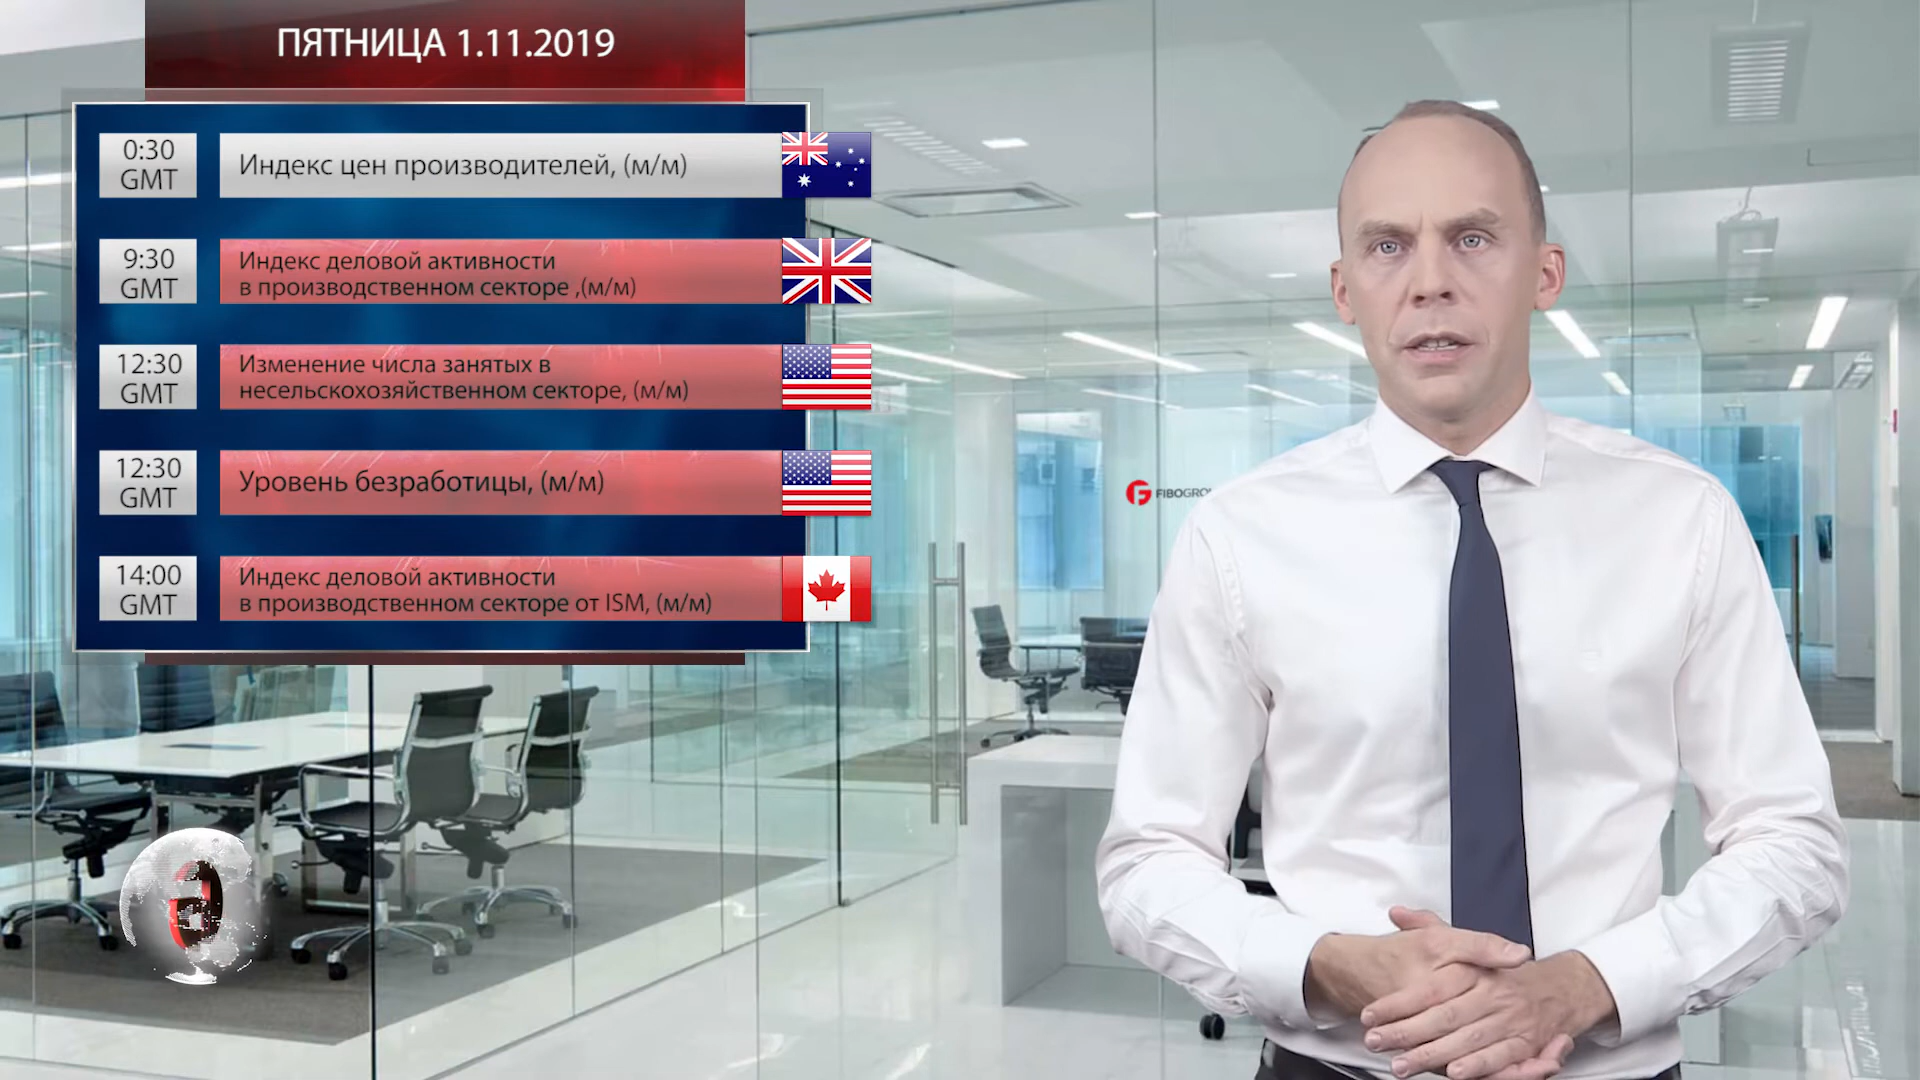 ПЯТНИЦА 1.11.2019
0:30
GMT
Индекс цен производителей, (м/м)
9:30
GMT
Индекс деловой активности
в производственном секторе ,(м/м)
12:30
GMT
Изменение числа занятых в
несельскохозяйственном секторе, (м/м)
12:30
GMT
Уровень безработицы, (м/м)
14:00
GMT
Индекс деловой активности
в производственном секторе от ISM, (м/м)